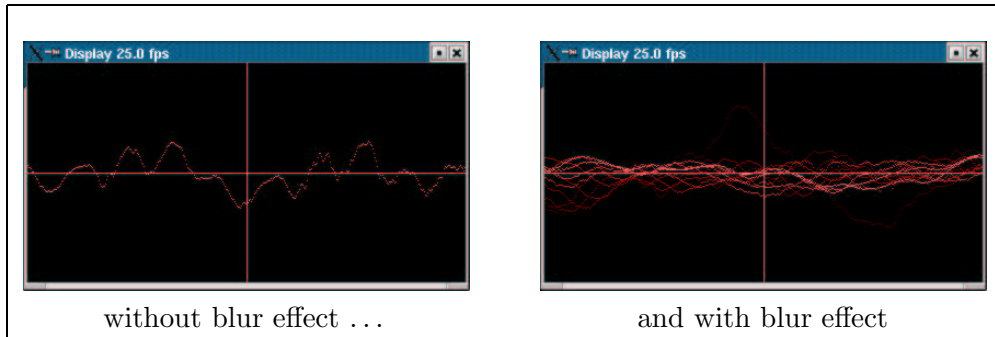 Display 25.0 fps
Display 25.0 fps
without blur effect ...
and with blur effect